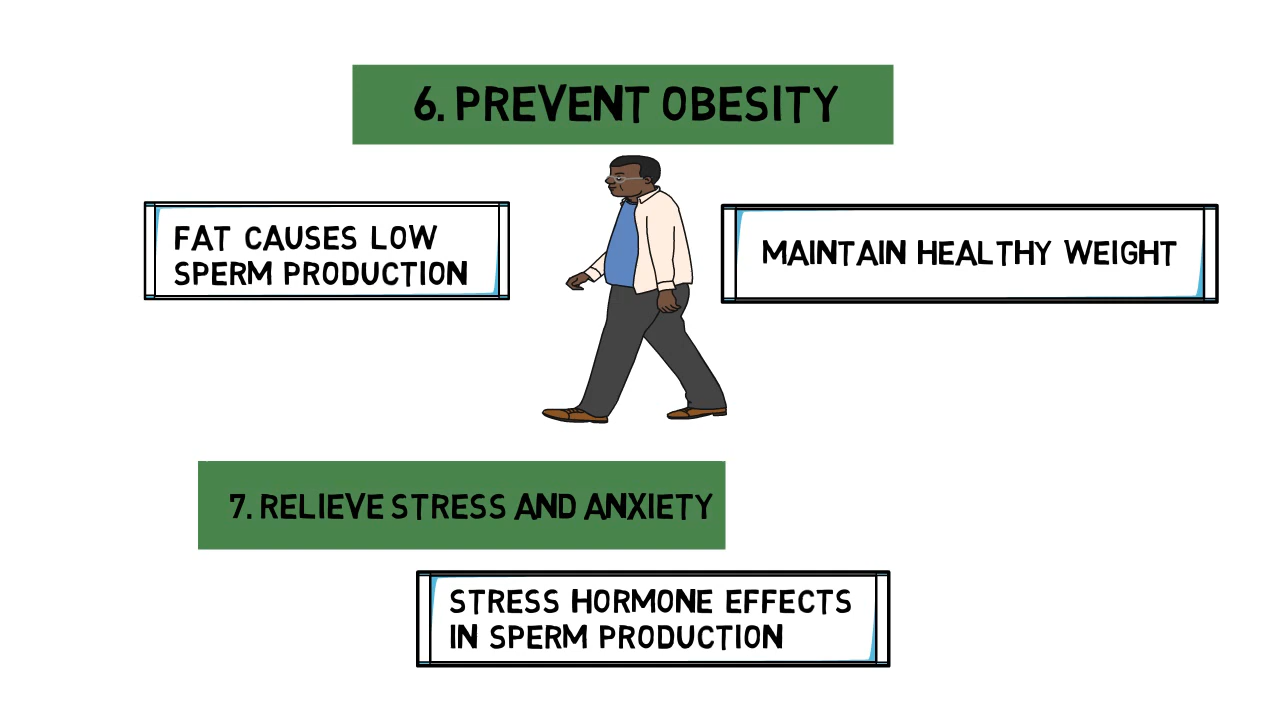 6. PREVENT OBESITY
FAT CAUSES LOW
SPERM PRODUCTION
MAINTAIN HEALTHY WEIGHT
7. RELIEVE STRESS AND ANXIETY
STRESS HORMONE EFFECTS
IN SPERM PRODUCTION